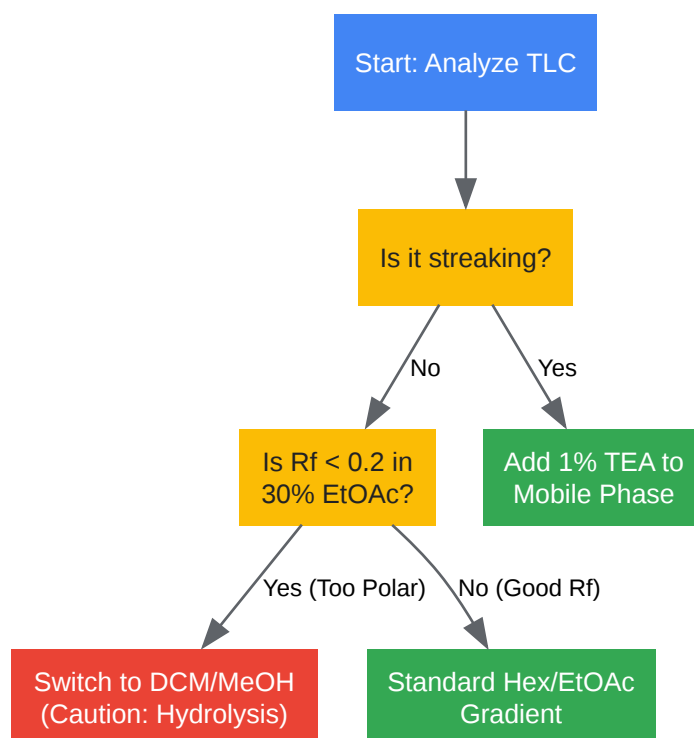 Start: Analyze TLC
Is it streaking?
No
Yes
Is Rf < 0.2 in
30% EtOAc?
Add 1% TEA to
Mobile Phase
Yes (Too Polar)
No (Good Rf)
Switch to DCM/MeOH
(Caution: Hydrolysis)
Standard Hex/EtOAc
Gradient